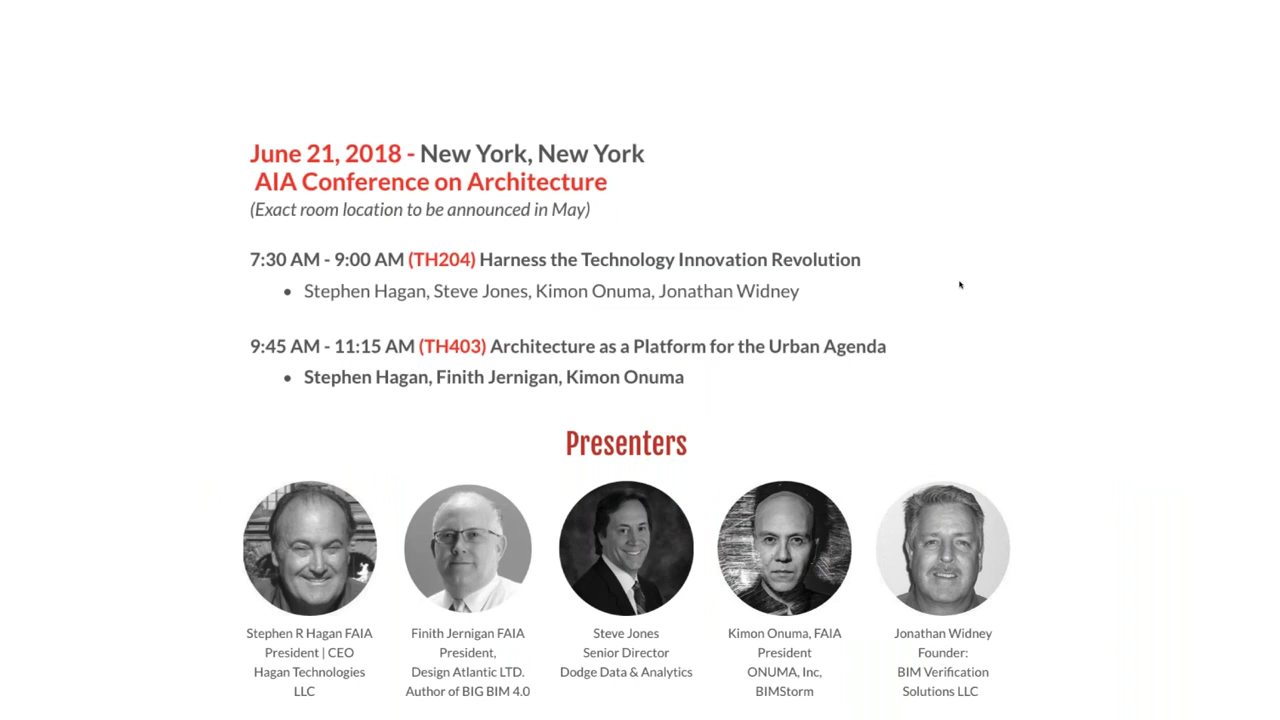 June 21, 2018 - New York, New York
AIA Conference on Architecture
(Exact room location to be announced in May)
7:30 AM - 9:00 AM (TH204) Harness the Technology Innovation Revolution
• Stephen Hagan, Steve Jones, Kimon Onuma, Jonathan Widney
9:45 AM - 11:15 AM (TH403) Architecture as a Platform for the Urban Agenda
• Stephen Hagan, Finith Jernigan, Kimon Onuma
Presenters
Stephen R Hagan FAIA
President | CEO
Hagan Technologies
LLC
Finith Jernigan FAIA
President,
Design Atlantic LTD.
Author of BIG BIM 4.0
Steve Jones
Senior Director
Dodge Data & Analytics
Kimon Onuma, FAIA
President
ONUMA, Inc,
BIMStorm
Jonathan Widney
Founder:
BIM Verification
Solutions LLC